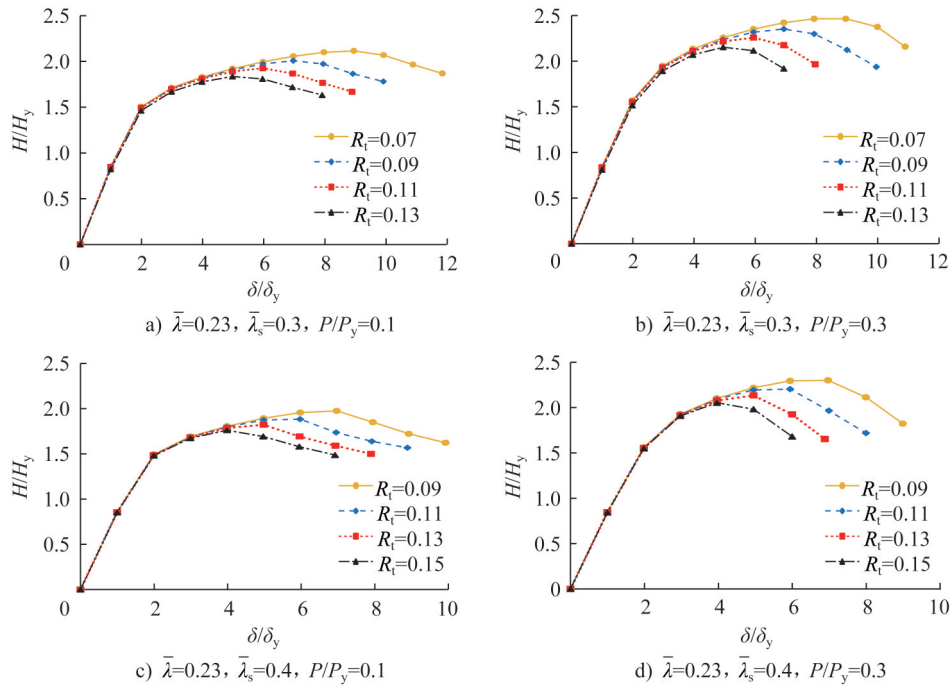 2.5
2.0
1.5
1.0
0.5
0
2
4
6
8
10
12
H/Hy
δ/δy
Rt=0.07
Rt=0.09
Rt=0.11
Rt=0.13
a) λ̄=0.23，λ̄s=0.3，P/Py=0.1
2.5
2.0
1.5
1.0
0.5
0
2
4
6
8
10
12
H/Hy
δ/δy
Rt=0.07
Rt=0.09
Rt=0.11
Rt=0.13
b) λ̄=0.23，λ̄s=0.3，P/Py=0.3
2.5
2.0
1.5
1.0
0.5
0
2
4
6
8
10
H/Hy
δ/δy
Rt=0.09
Rt=0.11
Rt=0.13
Rt=0.15
c) λ̄=0.23，λ̄s=0.4，P/Py=0.1
2.5
2.0
1.5
1.0
0.5
0
2
4
6
8
10
H/Hy
δ/δy
Rt=0.09
Rt=0.11
Rt=0.13
Rt=0.15
d) λ̄=0.23，λ̄s=0.4，P/Py=0.3